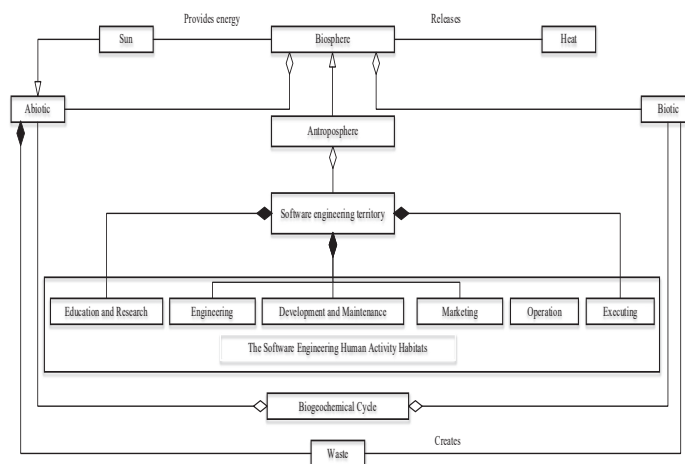 Provides energy
Releases
Sun
Biosphere
Heat
Abiotic
Biotic
Antroposphere
Software engineering territory
Education and Research
Engineering
Development and Maintenance
Marketing
Operation
Executing
The Software Engineering Human Activity Habitats
Biogeochemical Cycle
Creates
Waste